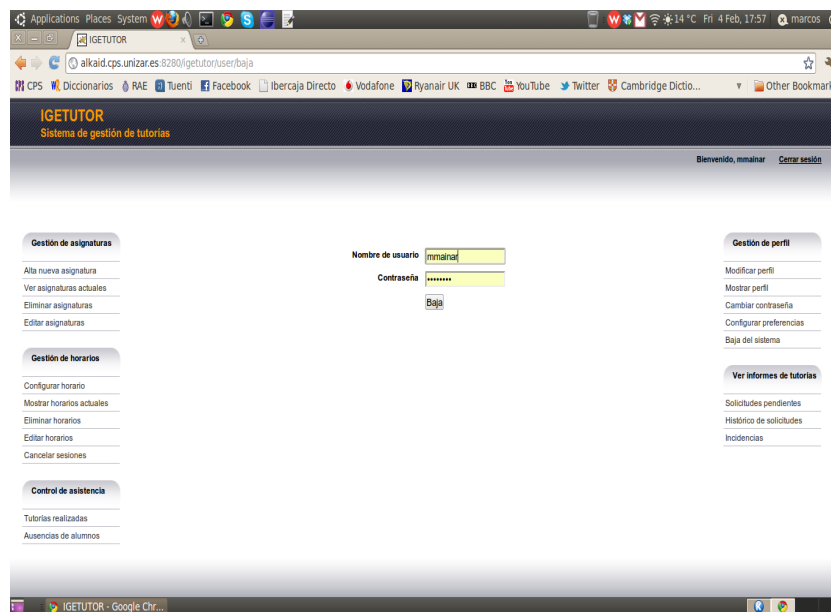 Applications Places System 14 °C Fri 4 Feb, 17:57 marcos
IGETUTOR
alkaid.cps.unizar.es:8280/igetutor/user/baja
CPS Diccionarios RAE Tuenti Facebook Ibercaja Directo Vodafone Ryanair UK BBC YouTube Twitter Cambridge Dictio... Other Bookmark
IGETUTOR
Sistema de gestión de tutorías
Bienvenido, mmainar Cerrar sesión
Gestión de asignaturas
Alta nueva asignatura
Ver asignaturas actuales
Eliminar asignaturas
Editar asignaturas
Gestión de horarios
Configurar horario
Mostrar horarios actuales
Eliminar horarios
Editar horarios
Cancelar sesiones
Control de asistencia
Tutorías realizadas
Ausencias de alumnos
Nombre de usuario mmainar
Contraseña ••••••••
Baja
Gestión de perfil
Modificar perfil
Mostrar perfil
Cambiar contraseña
Configurar preferencias
Baja del sistema
Ver informes de tutorías
Solicitudes pendientes
Histórico de solicitudes
Incidencias
IGETUTOR - Google Chr...